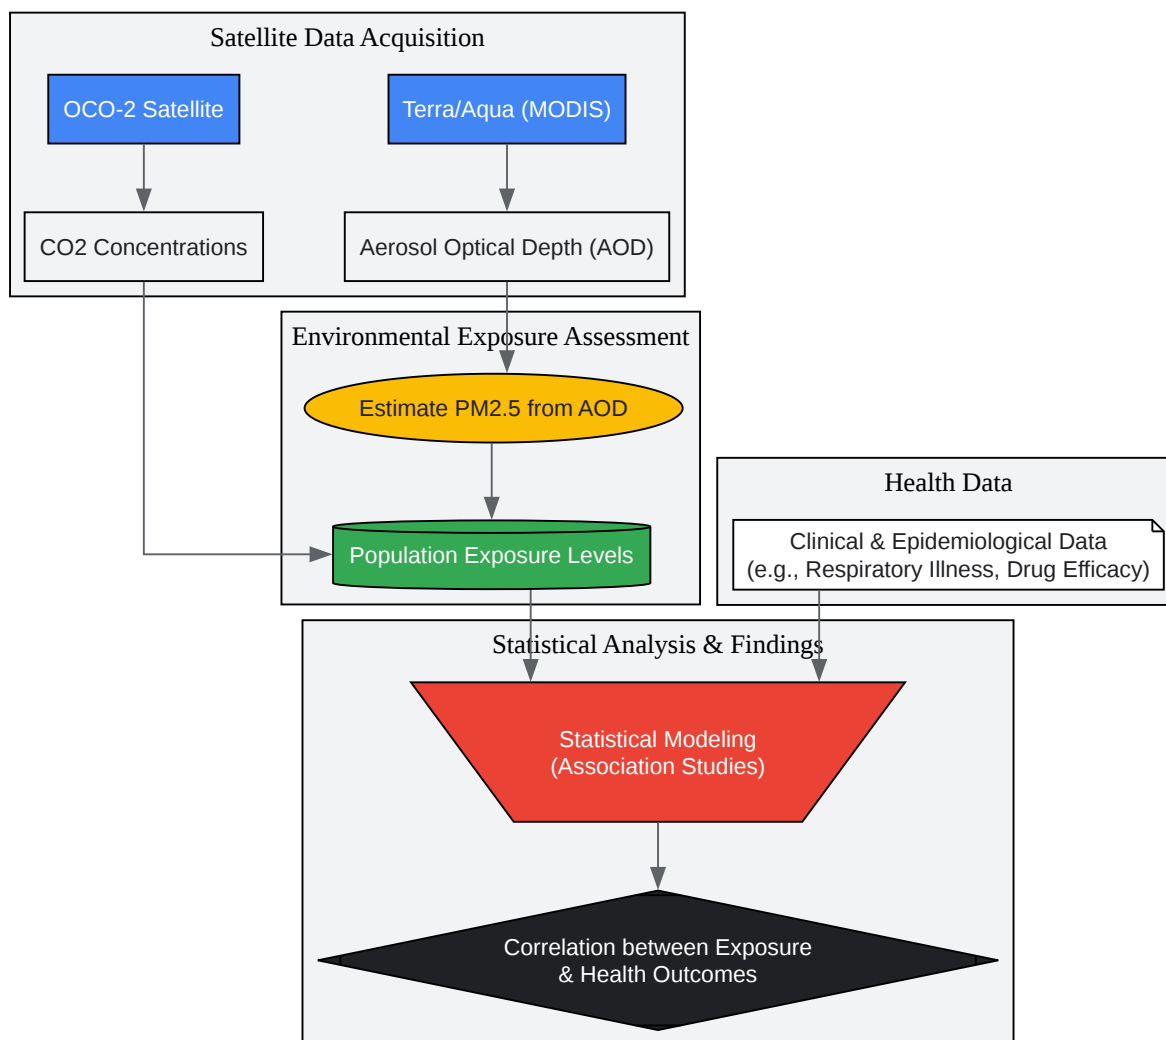 Satellite Data Acquisition
OCO-2 Satellite
Terra/Aqua (MODIS)
CO2 Concentrations
Aerosol Optical Depth (AOD)
Environmental Exposure Assessment
Estimate PM2.5 from AOD
Population Exposure Levels
Health Data
Clinical & Epidemiological Data
(e.g., Respiratory Illness, Drug Efficacy)
Statistical Analysis & Findings
Statistical Modeling
(Association Studies)
Correlation between Exposure
& Health Outcomes